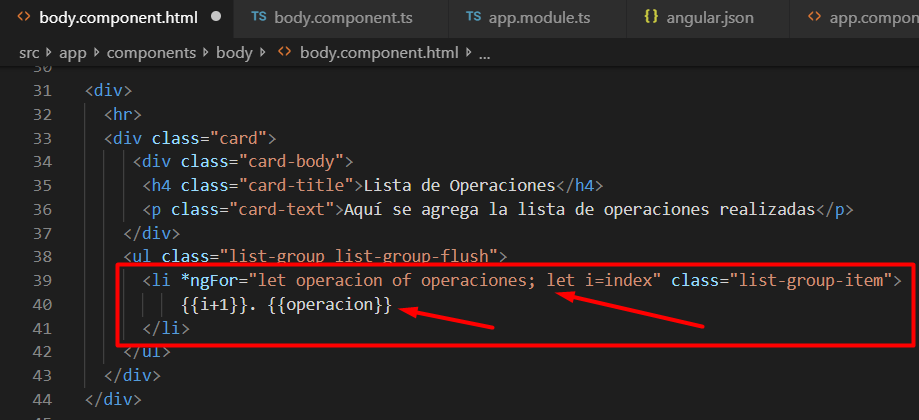 <> body.component.html ●
TS body.component.ts
TS app.module.ts
{} angular.json
<> app.compon
src > app > components > body > <> body.component.html > ...
30
31 <div>
32 <hr>
33 <div class="card">
34 <div class="card-body">
35 <h4 class="card-title">Lista de Operaciones</h4>
36 <p class="card-text">Aquí se agrega la lista de operaciones realizadas</p>
37 </div>
38 <ul class="list-group list-group-flush">
39 <li *ngFor="let operacion of operaciones; let i=index" class="list-group-item">
40 {{i+1}}. {{operacion}}
41 </li>
42 </ul>
43 </div>
44 </div>